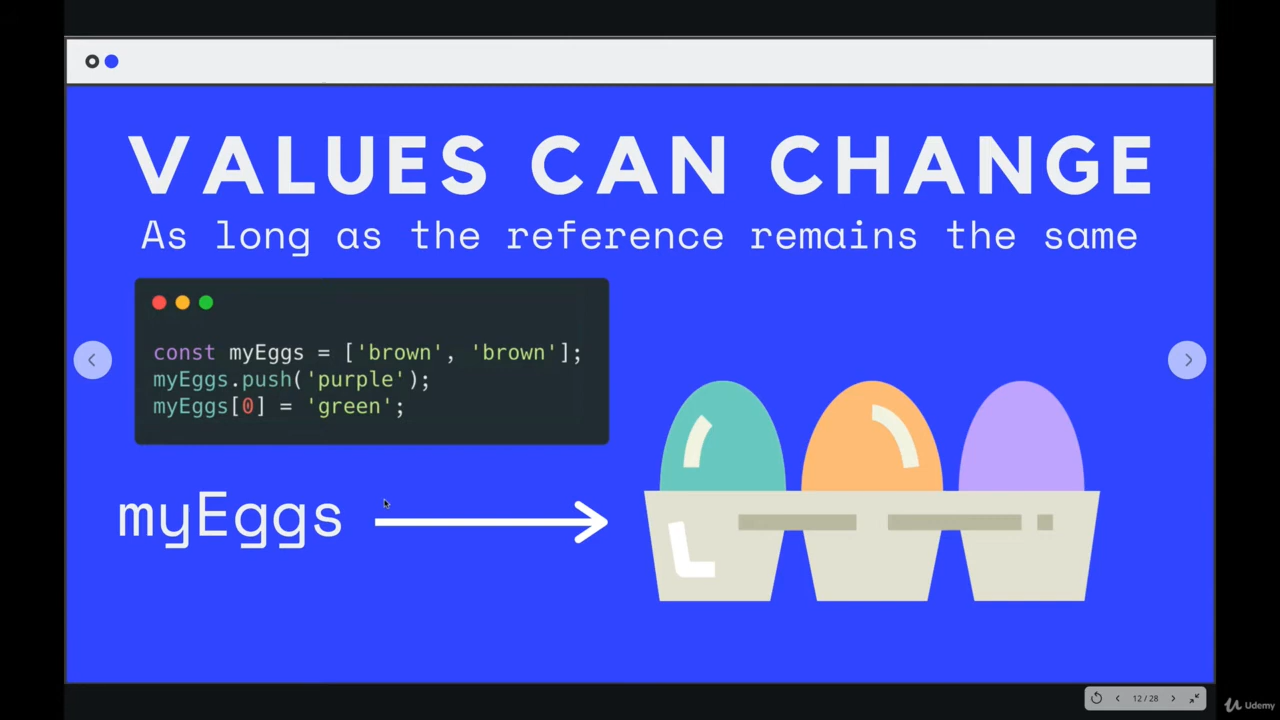 VALUES CAN CHANGE
As long as the reference remains the same
const myEggs = ['brown', 'brown'];
myEggs.push('purple');
myEggs[0] = 'green';
myEggs
12 / 28
Udemy